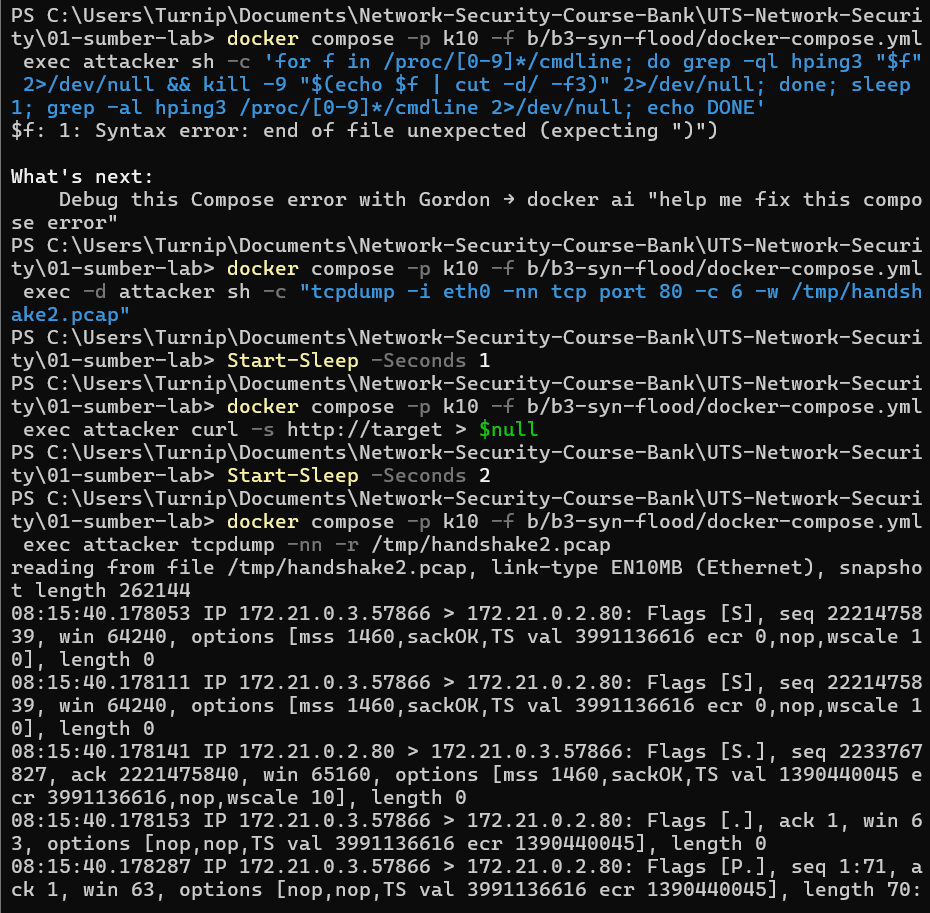 PS C:\Users\Turnip\Documents\Network-Security-Course-Bank\UTS-Network-Securi
ty\01-sumber-lab> docker compose -p k10 -f b/b3-syn-flood/docker-compose.yml
 exec attacker sh -c 'for f in /proc/[0-9]*/cmdline; do grep -ql hping3 "$f"
 2>/dev/null && kill -9 "$(echo $f | cut -d/ -f3)" 2>/dev/null; done; sleep
1; grep -al hping3 /proc/[0-9]*/cmdline 2>/dev/null; echo DONE'
$f: 1: Syntax error: end of file unexpected (expecting ")")
What's next:
    Debug this Compose error with Gordon → docker ai "help me fix this compo
se error"
PS C:\Users\Turnip\Documents\Network-Security-Course-Bank\UTS-Network-Securi
ty\01-sumber-lab> docker compose -p k10 -f b/b3-syn-flood/docker-compose.yml
 exec -d attacker sh -c "tcpdump -i eth0 -nn tcp port 80 -c 6 -w /tmp/handsh
ake2.pcap"
PS C:\Users\Turnip\Documents\Network-Security-Course-Bank\UTS-Network-Securi
ty\01-sumber-lab> Start-Sleep -Seconds 1
PS C:\Users\Turnip\Documents\Network-Security-Course-Bank\UTS-Network-Securi
ty\01-sumber-lab> docker compose -p k10 -f b/b3-syn-flood/docker-compose.yml
 exec attacker curl -s http://target > $null
PS C:\Users\Turnip\Documents\Network-Security-Course-Bank\UTS-Network-Securi
ty\01-sumber-lab> Start-Sleep -Seconds 2
PS C:\Users\Turnip\Documents\Network-Security-Course-Bank\UTS-Network-Securi
ty\01-sumber-lab> docker compose -p k10 -f b/b3-syn-flood/docker-compose.yml
 exec attacker tcpdump -nn -r /tmp/handshake2.pcap
reading from file /tmp/handshake2.pcap, link-type EN10MB (Ethernet), snapsho
t length 262144
08:15:40.178053 IP 172.21.0.3.57866 > 172.21.0.2.80: Flags [S], seq 22214758
39, win 64240, options [mss 1460,sackOK,TS val 3991136616 ecr 0,nop,wscale 1
0], length 0
08:15:40.178111 IP 172.21.0.3.57866 > 172.21.0.2.80: Flags [S], seq 22214758
39, win 64240, options [mss 1460,sackOK,TS val 3991136616 ecr 0,nop,wscale 1
0], length 0
08:15:40.178141 IP 172.21.0.2.80 > 172.21.0.3.57866: Flags [S.], seq 2233767
827, ack 2221475840, win 65160, options [mss 1460,sackOK,TS val 1390440045 e
cr 3991136616,nop,wscale 10], length 0
08:15:40.178153 IP 172.21.0.3.57866 > 172.21.0.2.80: Flags [.], ack 1, win 6
3, options [nop,nop,TS val 3991136616 ecr 1390440045], length 0
08:15:40.178287 IP 172.21.0.3.57866 > 172.21.0.2.80: Flags [P.], seq 1:71, a
ck 1, win 63, options [nop,nop,TS val 3991136616 ecr 1390440045], length 70: